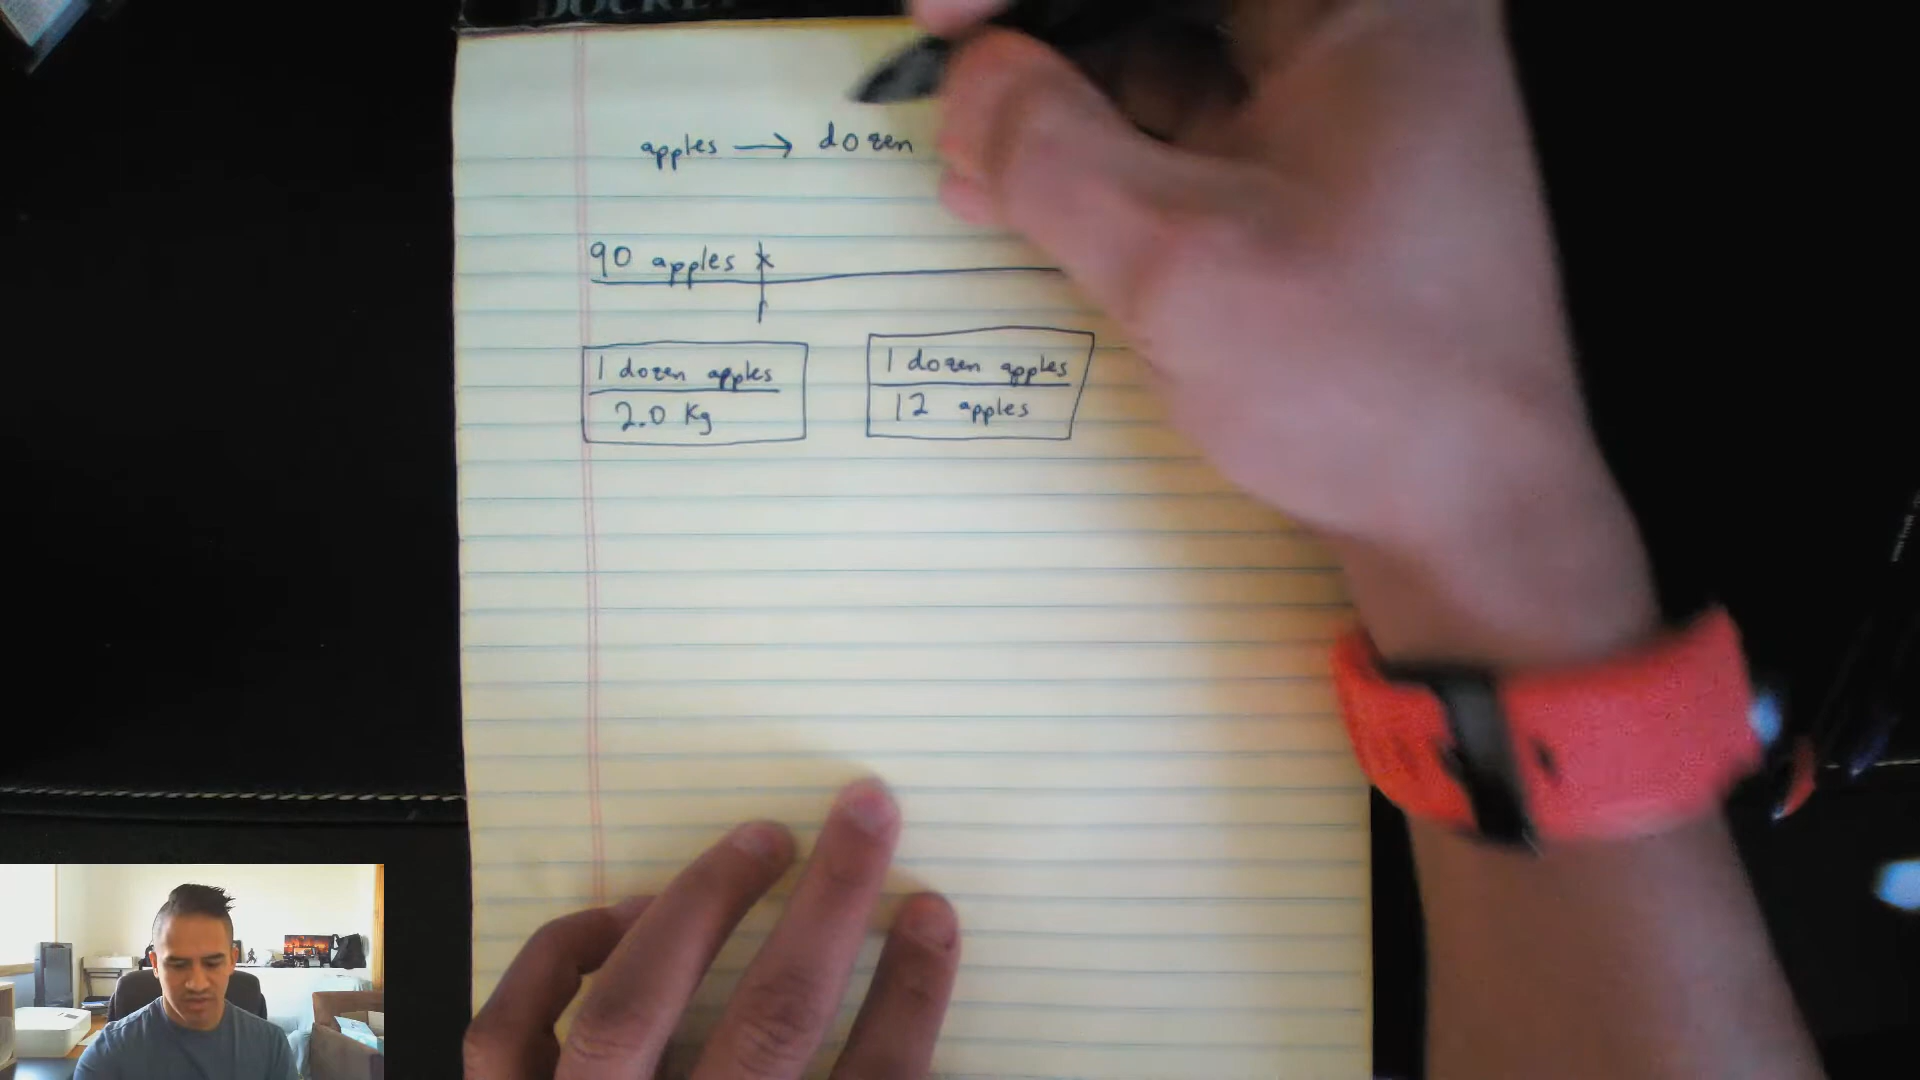 apples → dozen
90 apples x
1 dozen apples
2.0 Kg
1 dozen apples
12 apples